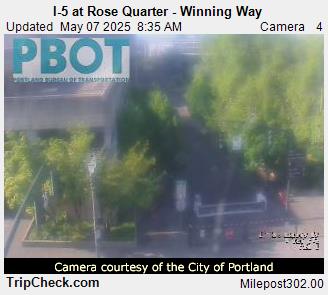 I-5 at Rose Quarter - Winning Way
Updated May 07 2025 8:35 AM Camera 4
PBOT
PORTLAND BUREAU OF TRANSPORTATION
Camera courtesy of the City of Portland
TripCheck.com Milepost302.00